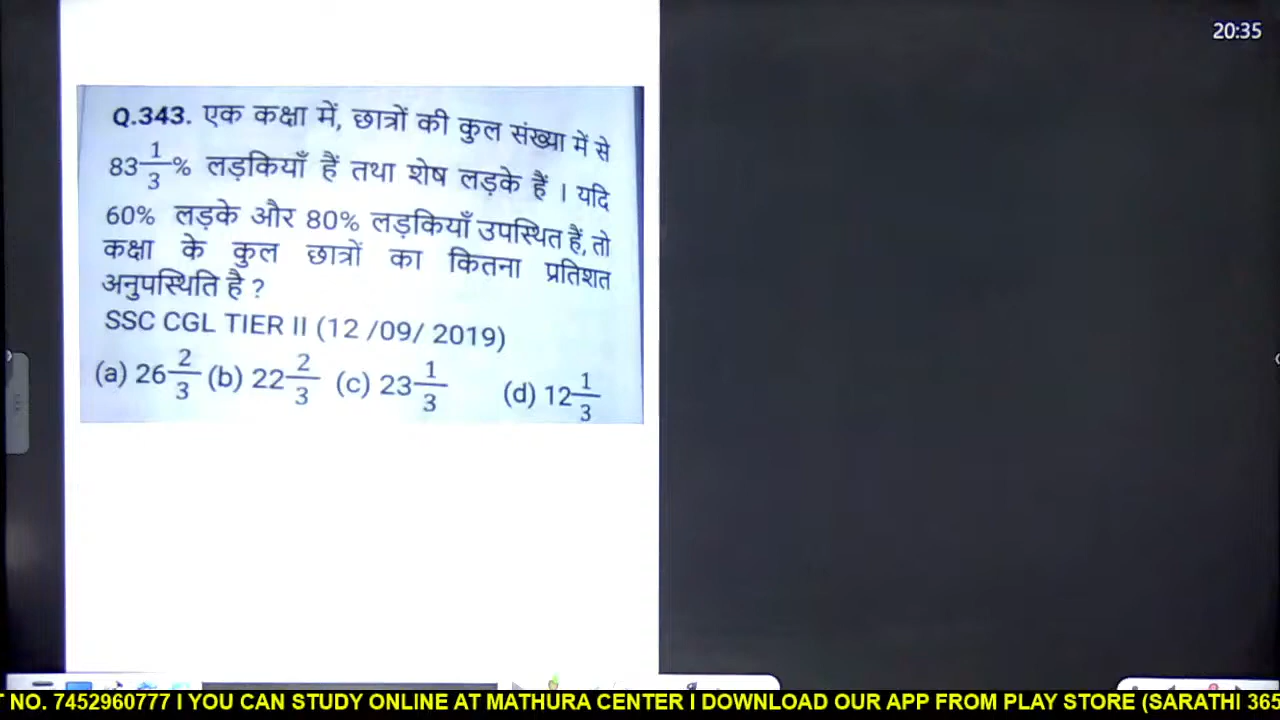 20:35
Q.343. एक कक्षा में, छात्रों की कुल संख्या में से
83 1/3 % लड़कियाँ हैं तथा शेष लड़के हैं । यदि
60% लड़के और 80% लड़कियाँ उपस्थित हैं, तो
कक्षा के कुल छात्रों का कितना प्रतिशत
अनुपस्थिति है ?
SSC CGL TIER II (12 /09/ 2019)
(a) 26 2/3 (b) 22 2/3 (c) 23 1/3 (d) 12 1/3
NO. 7452960777 I YOU CAN STUDY ONLINE AT MATHURA CENTER I DOWNLOAD OUR APP FROM PLAY STORE (SARATHI 365